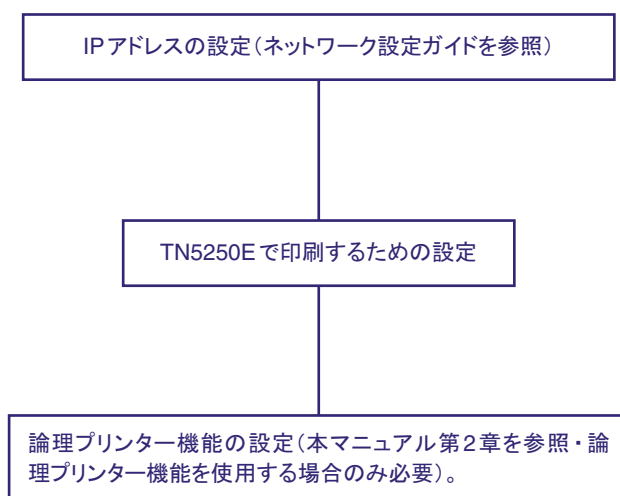 IPアドレスの設定（ネットワーク設定ガイドを参照）
TN5250Eで印刷するための設定
論理プリンター機能の設定（本マニュアル第2章を参照・論
理プリンター機能を使用する場合のみ必要）。